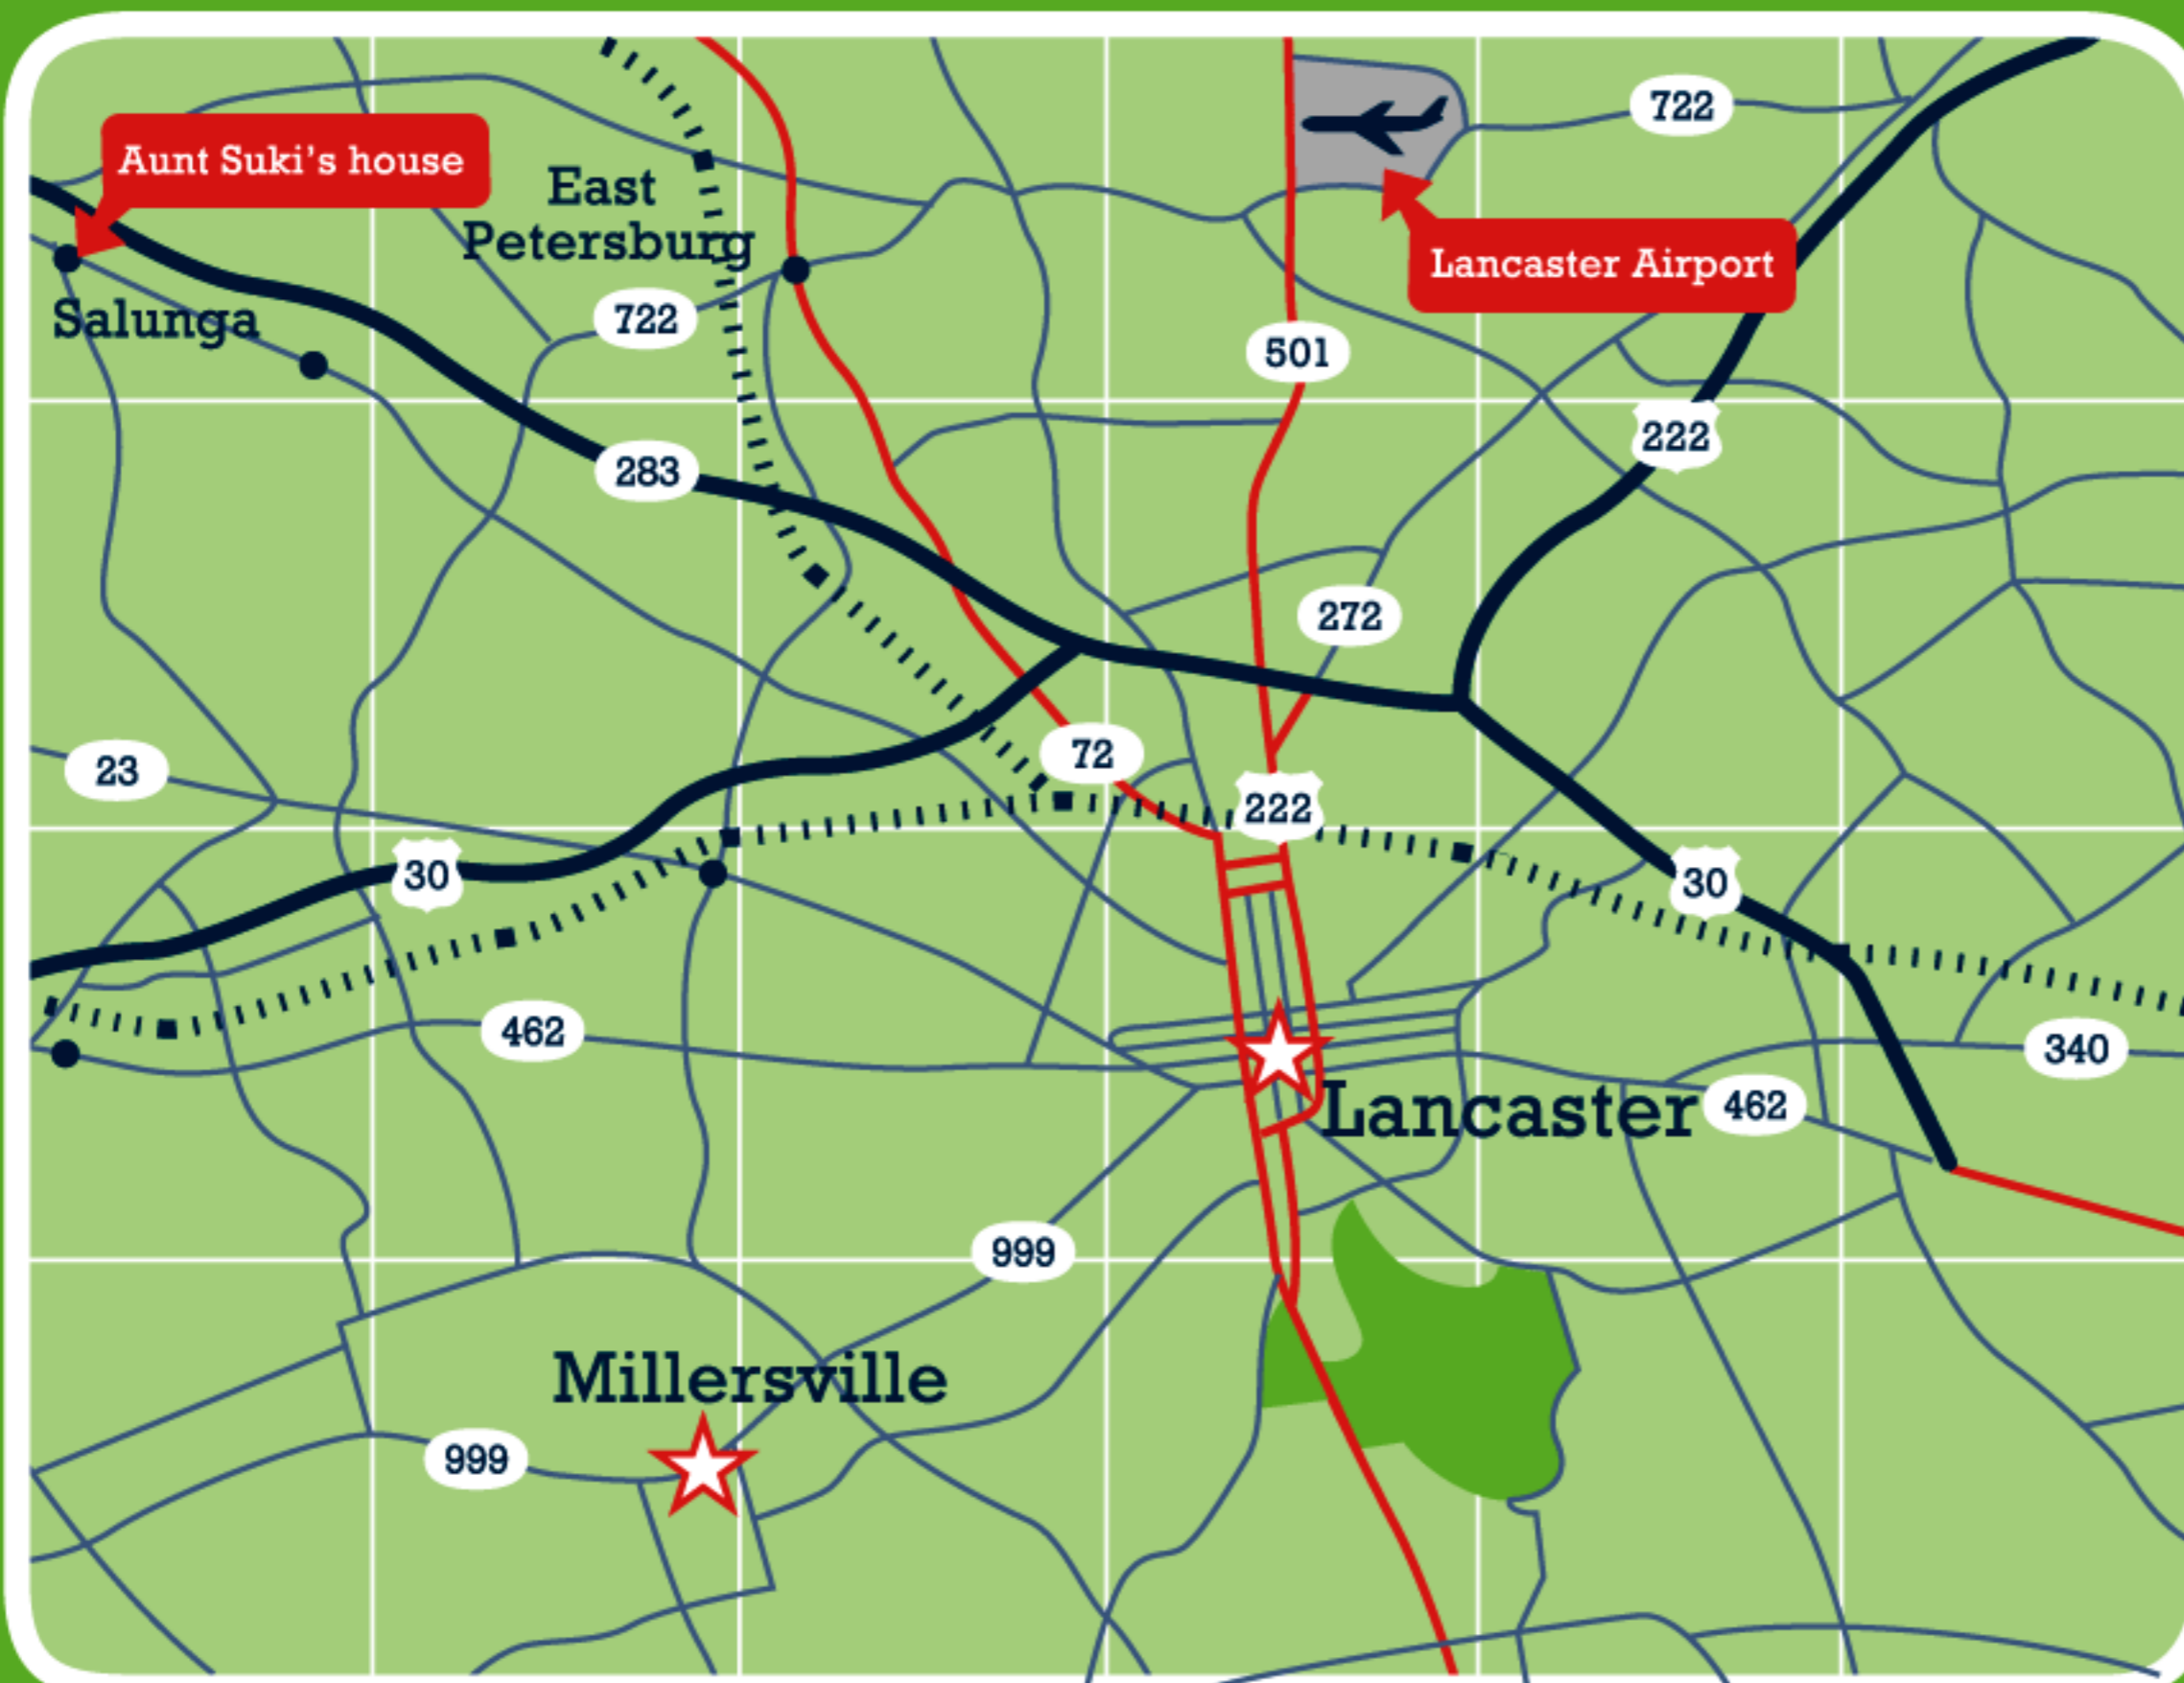 722
Aunt Suki's house
East
Petersburg
Lancaster Airport
Salunga
722
501
222
283
272
72
23
222
30
30
462
340
Lancaster
462
999
Millersville
999